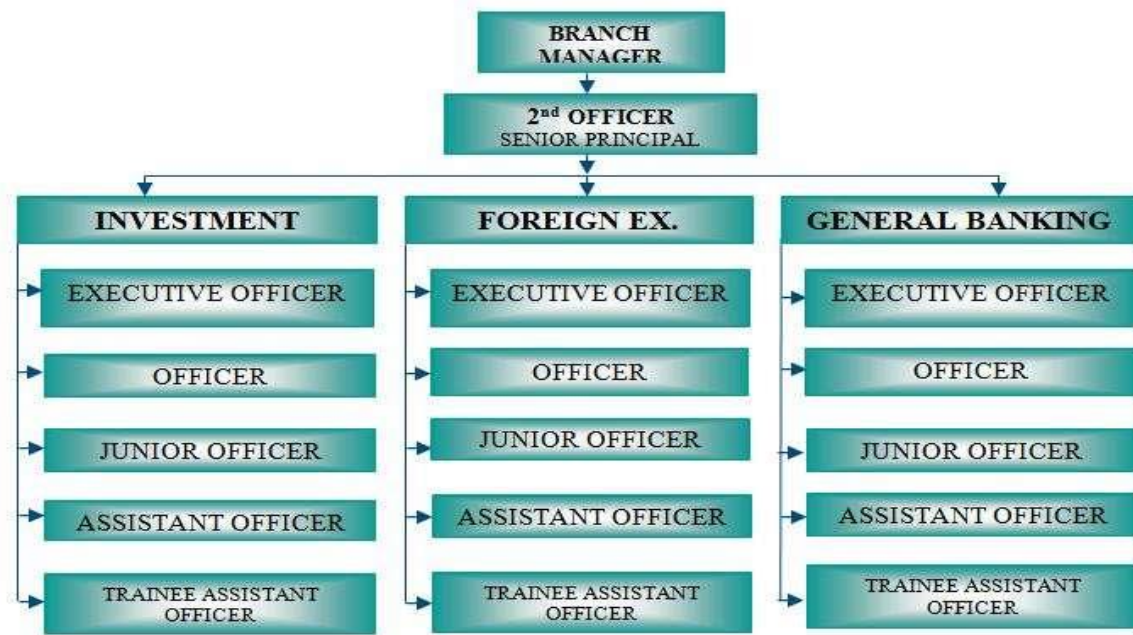 BRANCH
MANAGER
2nd OFFICER
SENIOR PRINCIPAL
INVESTMENT
EXECUTIVE OFFICER
OFFICER
JUNIOR OFFICER
ASSISTANT OFFICER
TRAINEE ASSISTANT
OFFICER
FOREIGN EX.
EXECUTIVE OFFICER
OFFICER
JUNIOR OFFICER
ASSISTANT OFFICER
TRAINEE ASSISTANT
OFFICER
GENERAL BANKING
EXECUTIVE OFFICER
OFFICER
JUNIOR OFFICER
ASSISTANT OFFICER
TRAINEE ASSISTANT
OFFICER